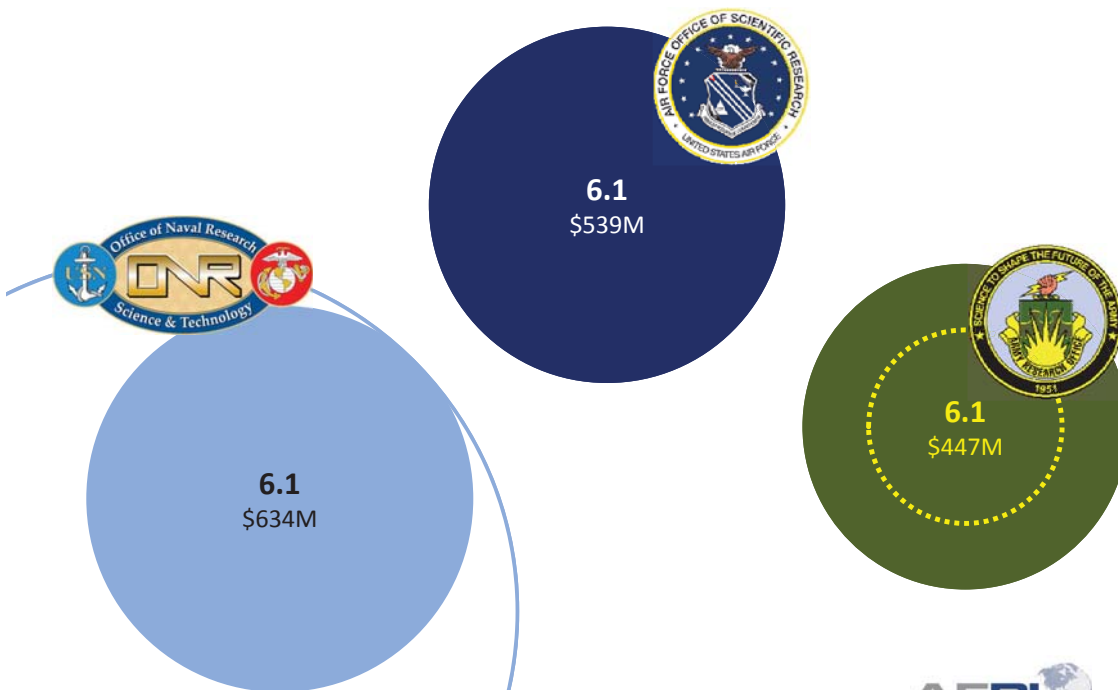 AIR FORCE OFFICE OF SCIENTIFIC RESEARCH
UNITED STATES AIR FORCE
6.1
$539M
Office of Naval Research
USN
ONR
Science & Technology
6.1
$634M
SCIENCE TO SHAPE THE FUTURE OF THE ARMY
ARMY RESEARCH OFFICE
1951
6.1
$447M